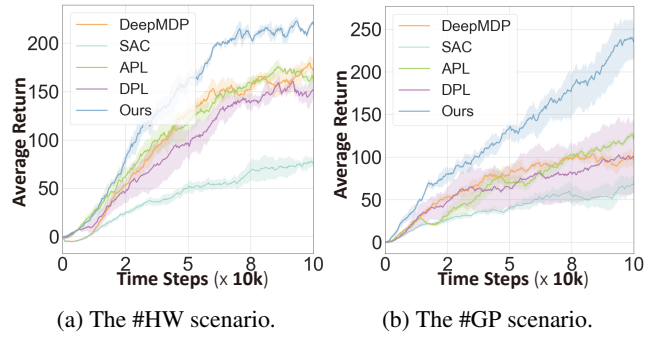 Average Return
200
150
100
50
0
DeepMDP
SAC
APL
DPL
Ours
0 2 5 8 10
Time Steps (x 10k)
(a) The #HW scenario.
Average Return
250
200
150
100
50
0
DeepMDP
SAC
APL
DPL
Ours
0 2 5 8 10
Time Steps (x 10k)
(b) The #GP scenario.